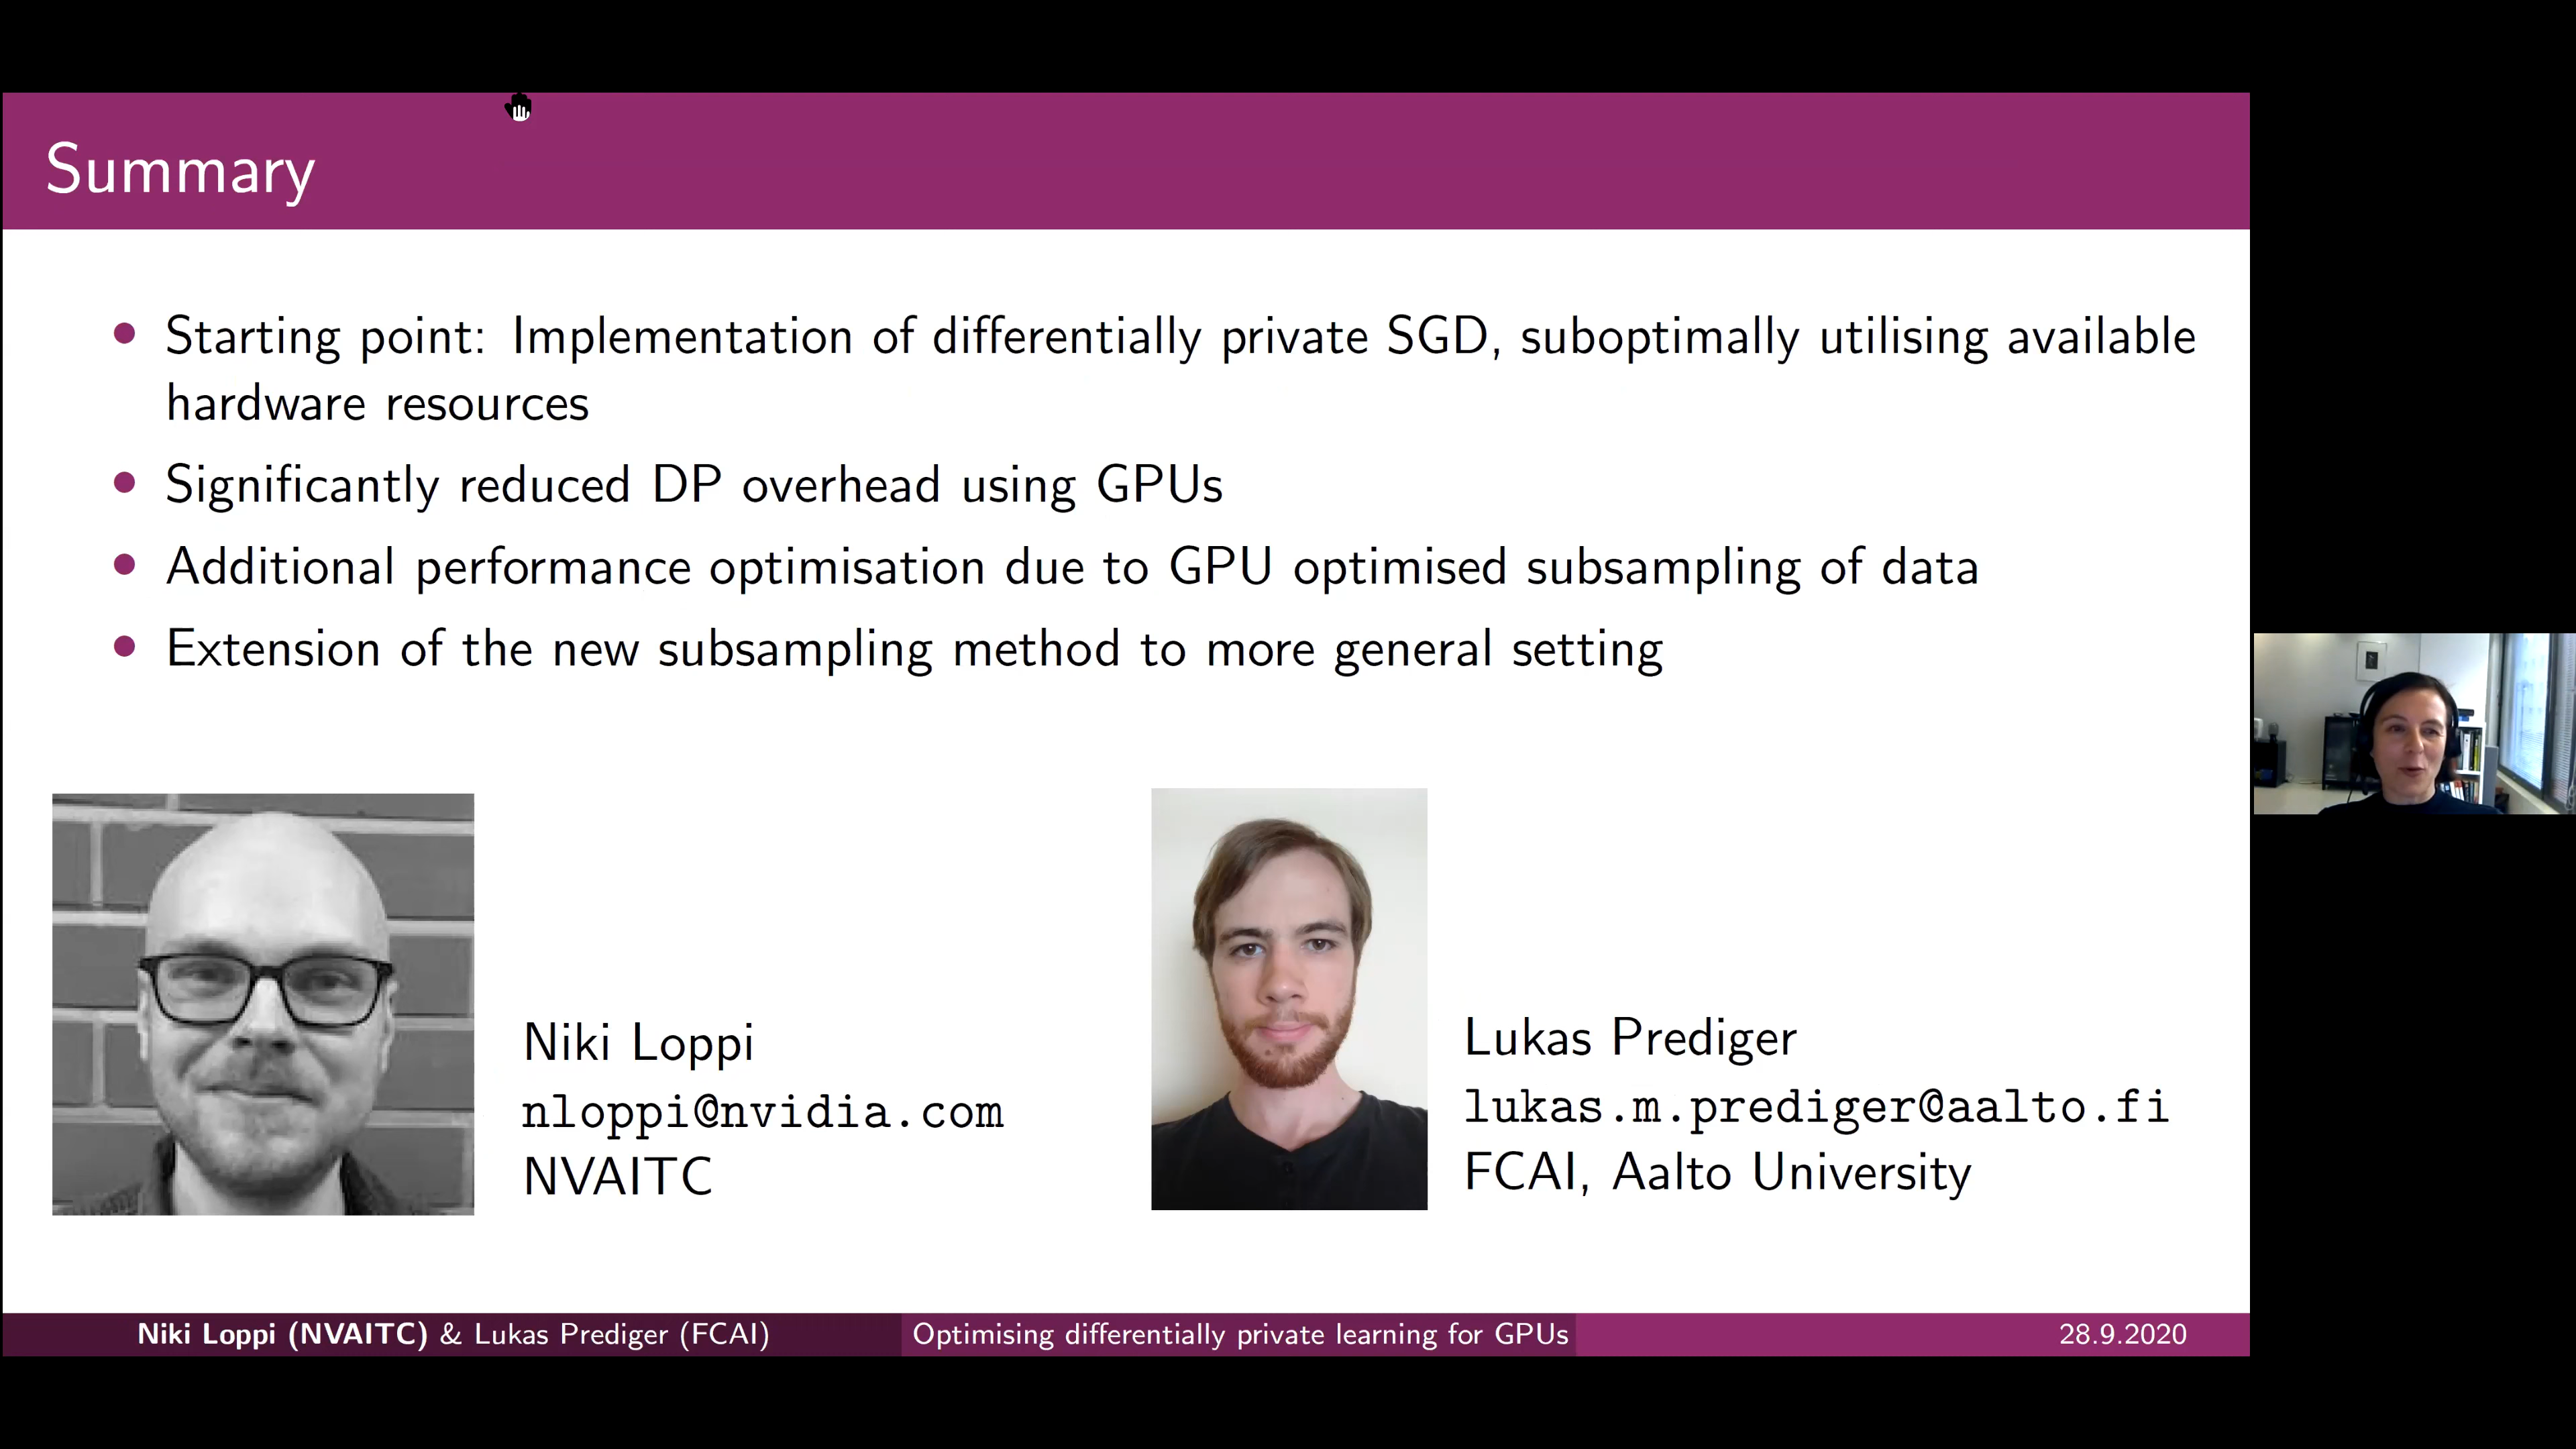 Summary
• Starting point: Implementation of differentially private SGD, suboptimally utilising available
hardware resources
• Significantly reduced DP overhead using GPUs
• Additional performance optimisation due to GPU optimised subsampling of data
• Extension of the new subsampling method to more general setting
Niki Loppi
nloppi@nvidia.com
NVAITC
Lukas Prediger
lukas.m.prediger@aalto.fi
FCAI, Aalto University
Niki Loppi (NVAITC) & Lukas Prediger (FCAI)
Optimising differentially private learning for GPUs
28.9.2020